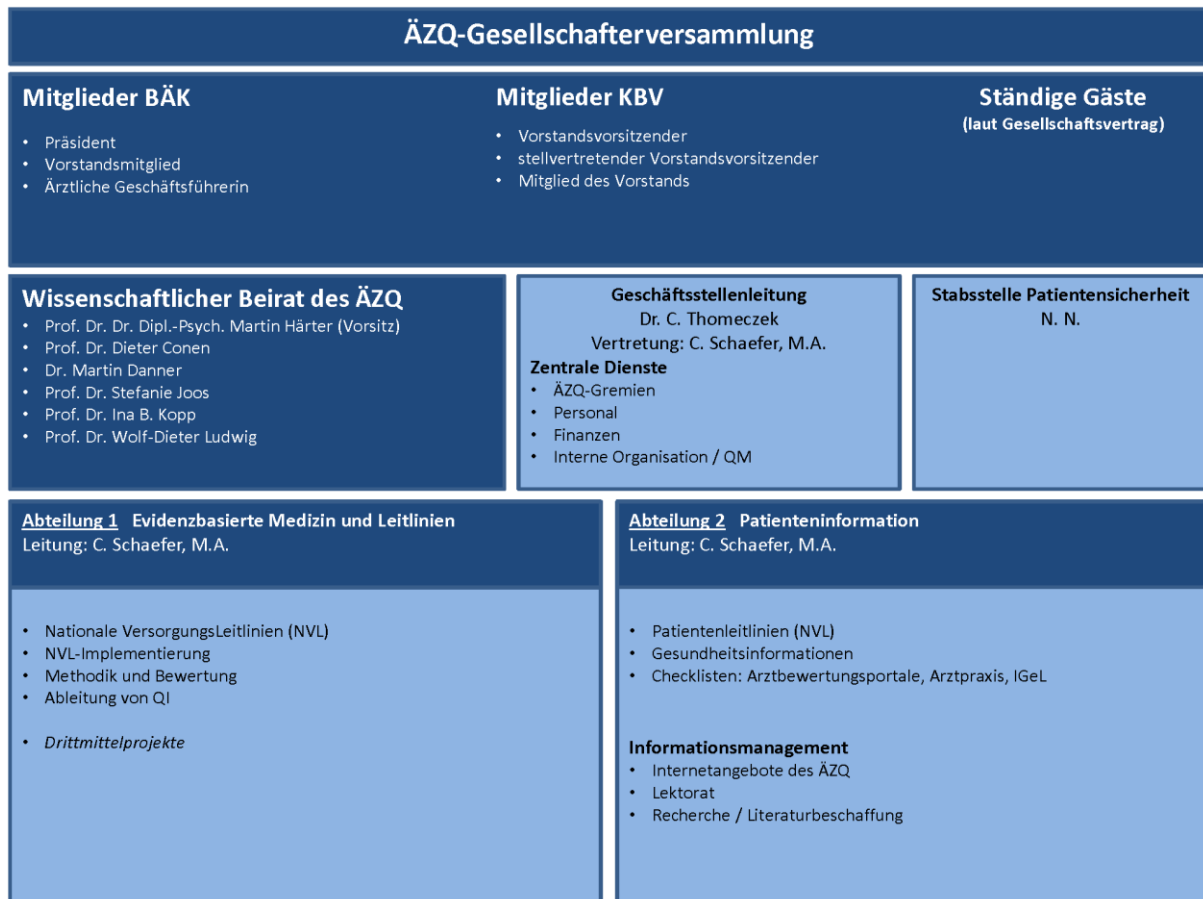 ÄZQ-Gesellschafterversammlung
Mitglieder BÄK
• Präsident
• Vorstandsmitglied
• Ärztliche Geschäftsführerin
Mitglieder KBV
• Vorstandsvorsitzender
• stellvertretender Vorstandsvorsitzender
• Mitglied des Vorstands
Ständige Gäste
(laut Gesellschaftsvertrag)
Wissenschaftlicher Beirat des ÄZQ
• Prof. Dr. Dr. Dipl.-Psych. Martin Härter (Vorsitz)
• Prof. Dr. Dieter Conen
• Dr. Martin Danner
• Prof. Dr. Stefanie Joos
• Prof. Dr. Ina B. Kopp
• Prof. Dr. Wolf-Dieter Ludwig
Geschäftsstellenleitung
Dr. C. Thomeczek
Vertretung: C. Schaefer, M.A.
Zentrale Dienste
• ÄZQ-Gremien
• Personal
• Finanzen
• Interne Organisation / QM
Stabsstelle Patientensicherheit
N. N.
Abteilung 1 Evidenzbasierte Medizin und Leitlinien
Leitung: C. Schaefer, M.A.
• Nationale VersorgungsLeitlinien (NVL)
• NVL-Implementierung
• Methodik und Bewertung
• Ableitung von QI
• Drittmittelprojekte
Abteilung 2 Patienteninformation
Leitung: C. Schaefer, M.A.
• Patientenleitlinien (NVL)
• Gesundheitsinformationen
• Checklisten: Arztbewertungsportale, Arztpraxis, IGeL
Informationsmanagement
• Internetangebote des ÄZQ
• Lektorat
• Recherche / Literaturbeschaffung